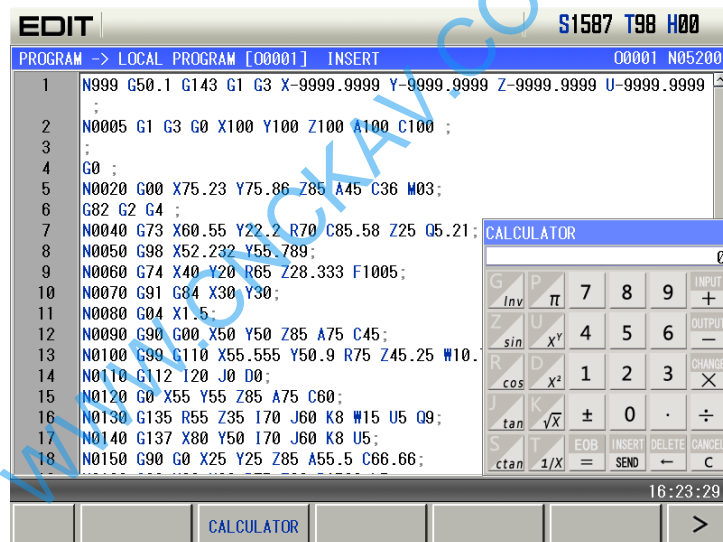 EDIT S1587 T98 H00
PROGRAM -> LOCAL PROGRAM [O0001] INSERT O0001 N05200
1 N999 G50.1 G143 G1 G3 X-9999.9999 Y-9999.9999 Z-9999.9999 U-9999.9999
;
2 N0005 G1 G3 G0 X100 Y100 Z100 A100 C100 ;
3 ;
4 G0 ;
5 N0020 G00 X75.23 Y75.86 Z85 A45 C36 M03;
6 G82 G2 G4 ;
7 N0040 G73 X60.55 Y22.2 R70 C85.58 Z25 Q5.21;
8 N0050 G98 X52.232 Y55.789;
9 N0060 G74 X40 Y20 R65 Z28.333 F1005;
10 N0070 G91 G84 X30 Y30;
11 N0080 G04 X1.5;
12 N0090 G90 G00 X50 Y50 Z85 A75 C45;
13 N0100 G99 G110 X55.555 Y50.9 R75 Z45.25 W10.
14 N0110 G112 I20 J0 D0;
15 N0120 G0 X55 Y55 Z85 A75 C60;
16 N0130 G135 R55 Z35 I70 J60 K8 W15 U5 Q9;
17 N0140 G137 X80 Y50 I70 J60 K8 U5;
18 N0150 G90 G0 X25 Y25 Z85 A55.5 C66.66;
CALCULATOR
0
G Inv P π 7 8 9 INPUT +
Z sin U X^Y 4 5 6 OUTPUT −
R cos D X² 1 2 3 CHANGE ×
J tan K √X ± 0 · ÷
S ctan T 1/X EOB = INSERT SEND DELETE ← CANCEL C
16:23:29
CALCULATOR >
WWW.CNCKAV.CO